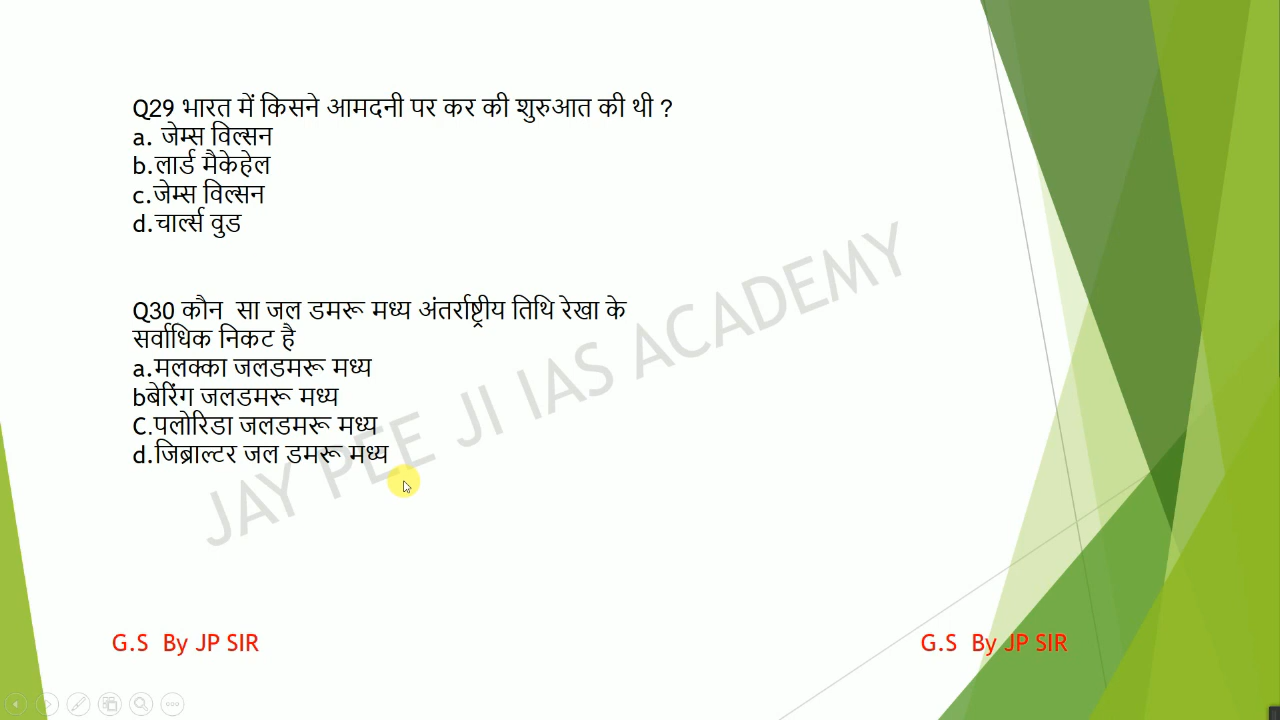 Q29 भारत में किसने आमदनी पर कर की शुरुआत की थी ?
a. जेम्स विल्सन
b.लार्ड मैकेहेल
c.जेम्स विल्सन
d.चार्ल्स वुड
Q30 कौन सा जल डमरू मध्य अंतर्राष्ट्रीय तिथि रेखा के
सर्वाधिक निकट है
a.मलक्का जलडमरू मध्य
bबेरिंग जलडमरू मध्य
C.पलोरिडा जलडमरू मध्य
d.जिब्राल्टर जल डमरू मध्य
JAY PEE JI IAS ACADEMY
G.S By JP SIR
G.S By JP SIR